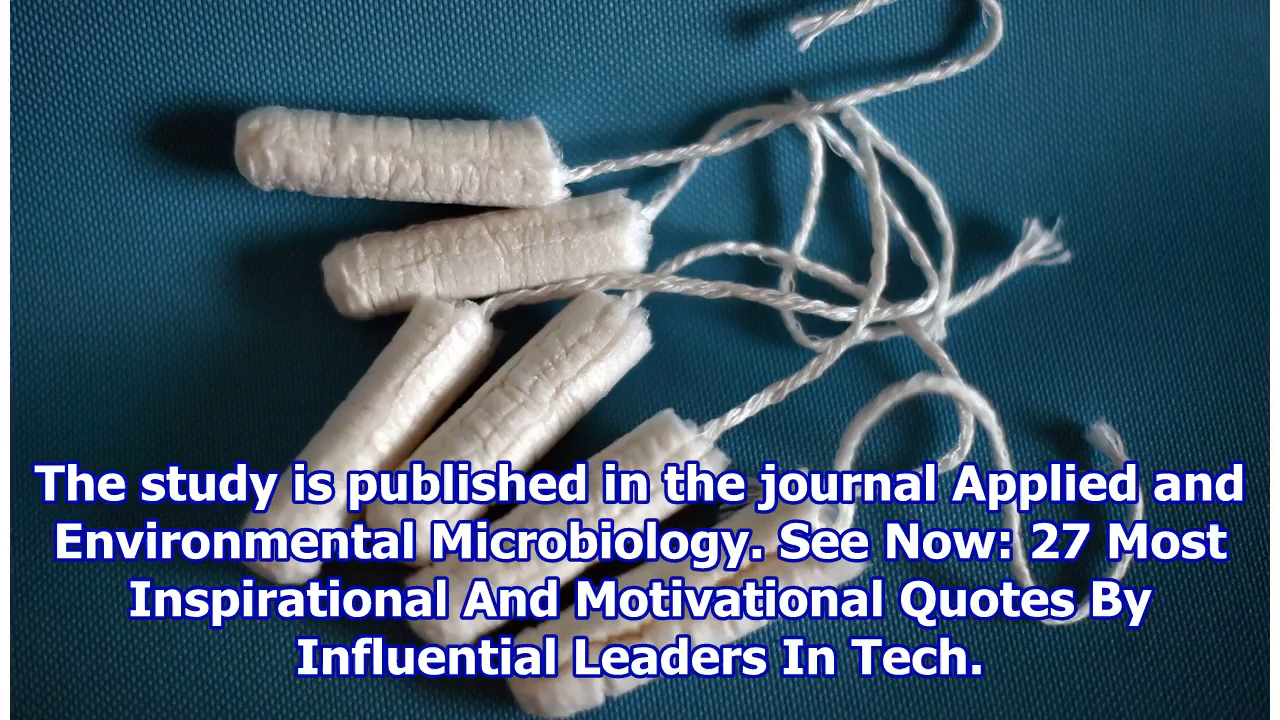 The study is published in the journal Applied and
Environmental Microbiology. See Now: 27 Most
Inspirational And Motivational Quotes By
Influential Leaders In Tech.